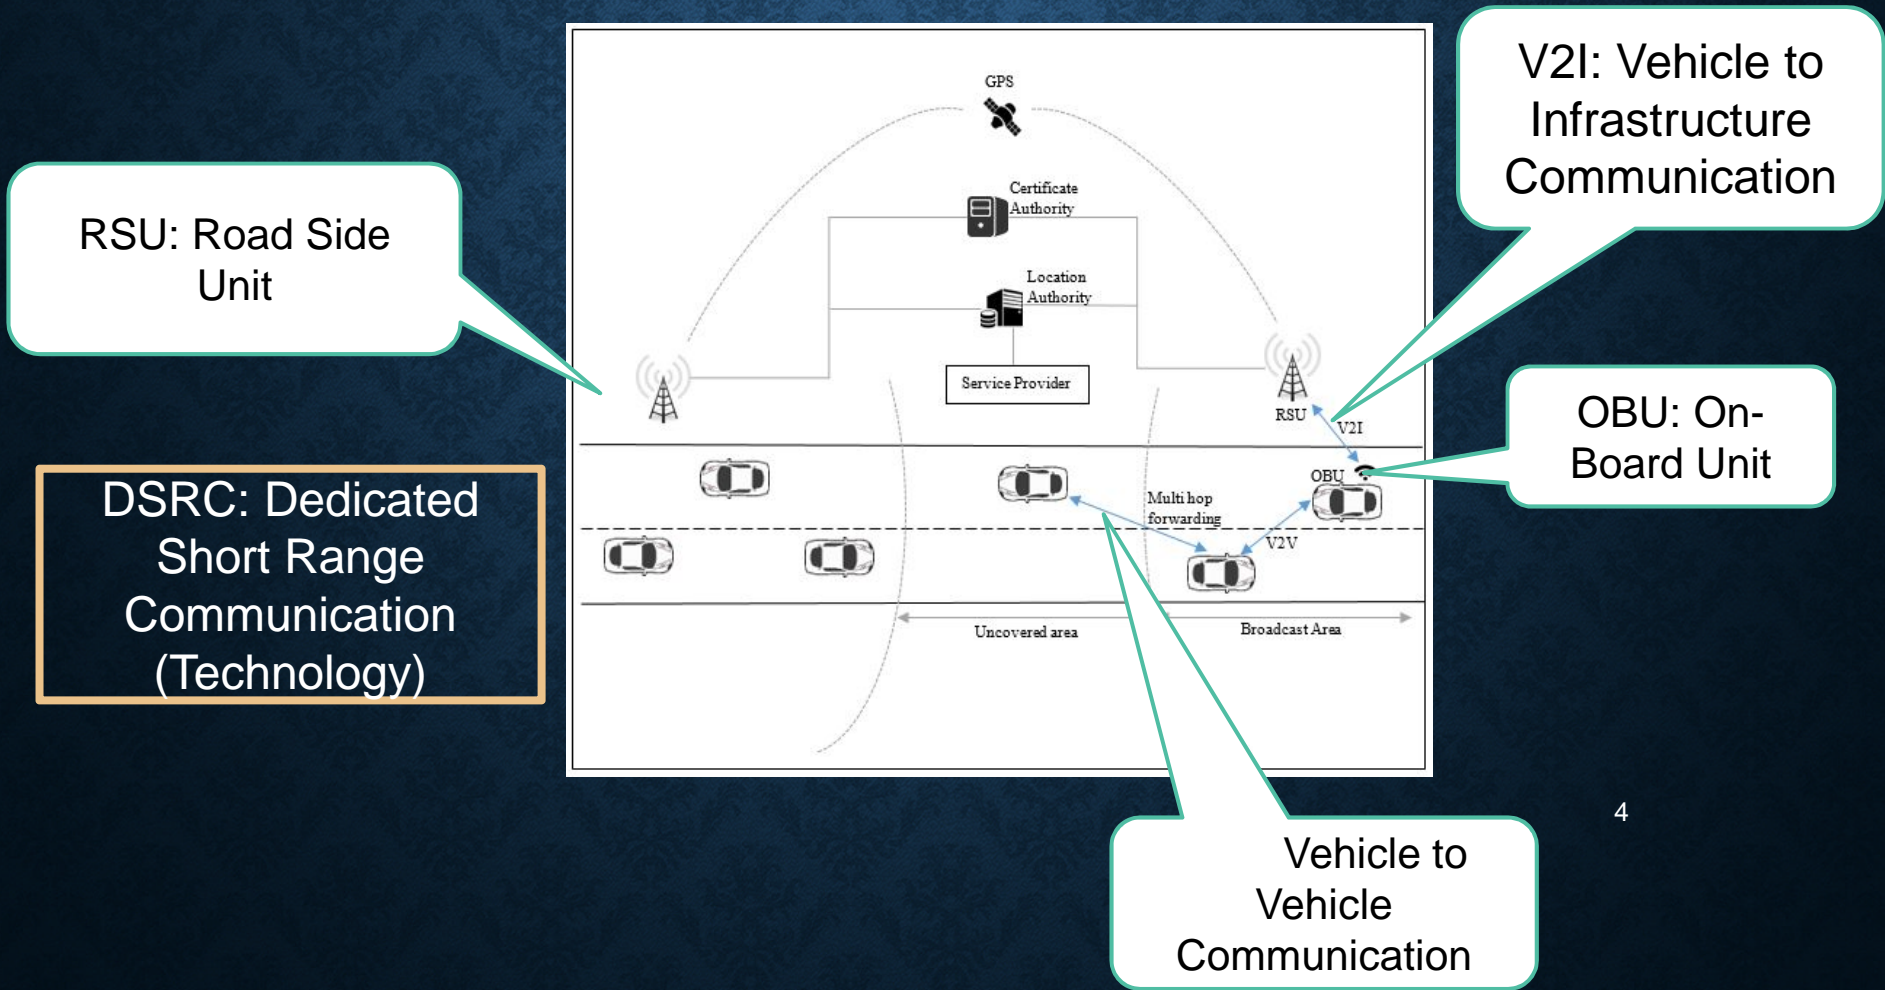 V2I: Vehicle to
Infrastructure
Communication
RSU: Road Side
Unit
GPS
Certificate
Authority
Location
Authority
Service Provider
RSU
V2I
OBU: On-
Board Unit
DSRC: Dedicated
Short Range
Communication
(Technology)
OBU
Multi hop
forwarding
V2V
Uncovered area
Broadcast Area
4
Vehicle to
Vehicle
Communication